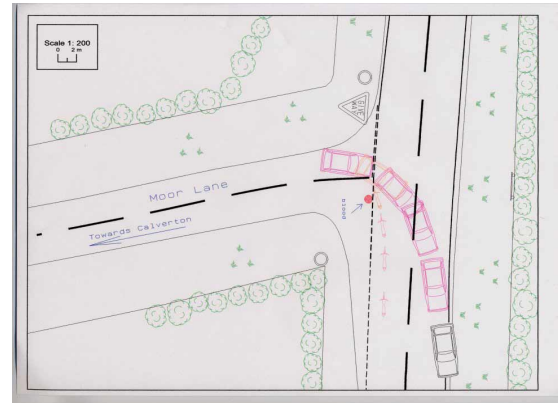 Scale 1: 200
0 2 m
GIVE
WAY
Moor Lane
blood
Towards Calverton